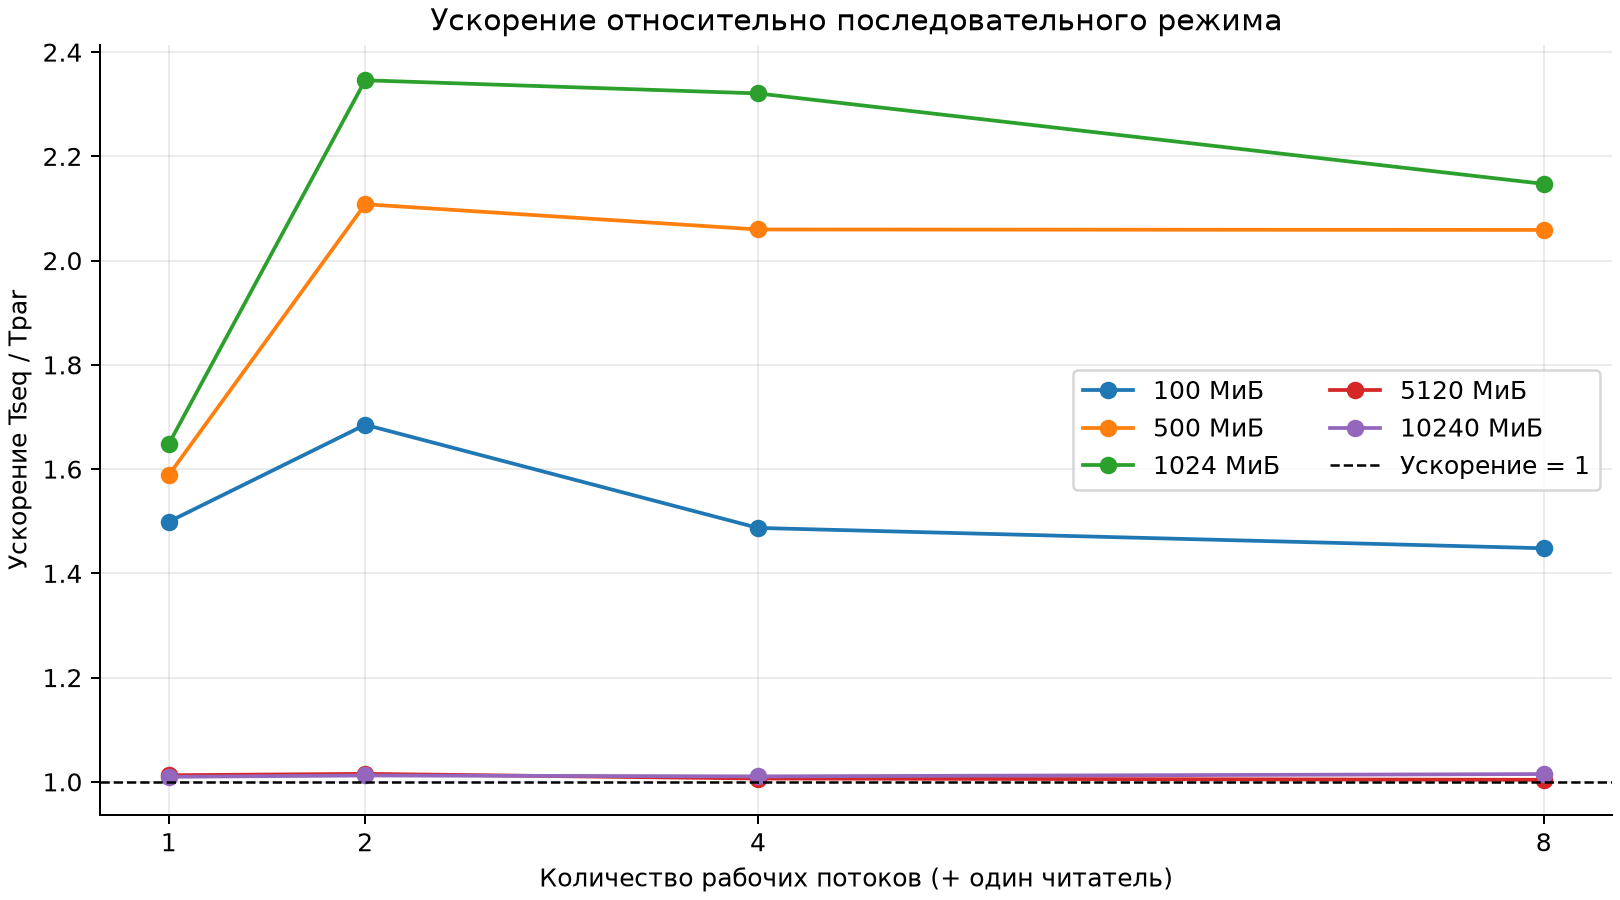 Ускорение относительно последовательного режима
Ускорение Tseq / Tpar
2.4
2.2
2.0
1.8
1.6
1.4
1.2
1.0
100 МиБ
500 МиБ
1024 МиБ
5120 МиБ
10240 МиБ
Ускорение = 1
1 2 4 8
Количество рабочих потоков (+ один читатель)